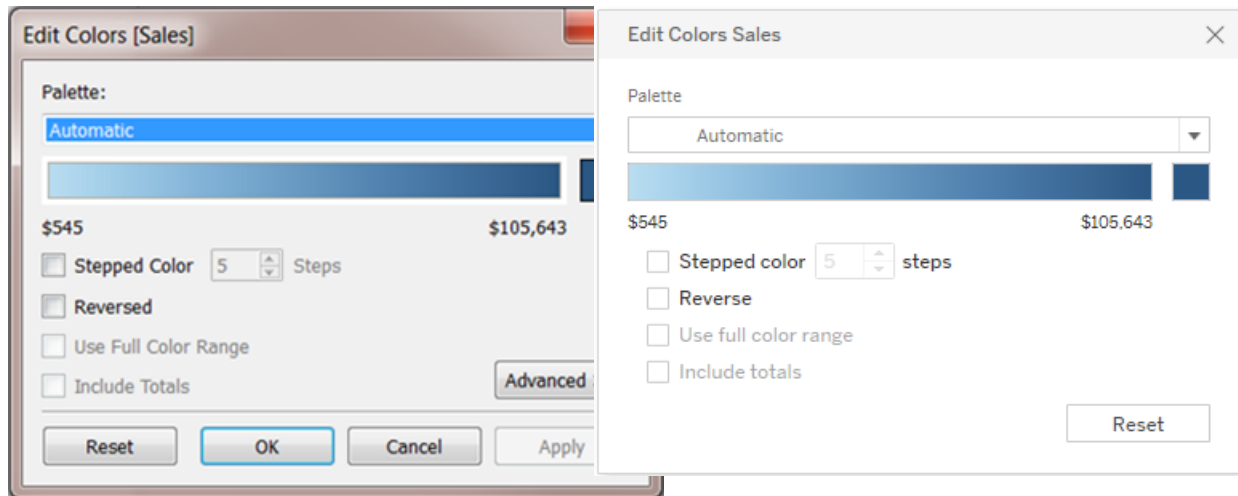 Edit Colors [Sales]
Palette:
Automatic
$545 $105,643
Stepped Color 5 Steps
Reversed
Use Full Color Range
Include Totals
Advanced
Reset OK Cancel Apply
Edit Colors Sales
Palette
Automatic
$545 $105,643
Stepped color 5 steps
Reverse
Use full color range
Include totals
Reset